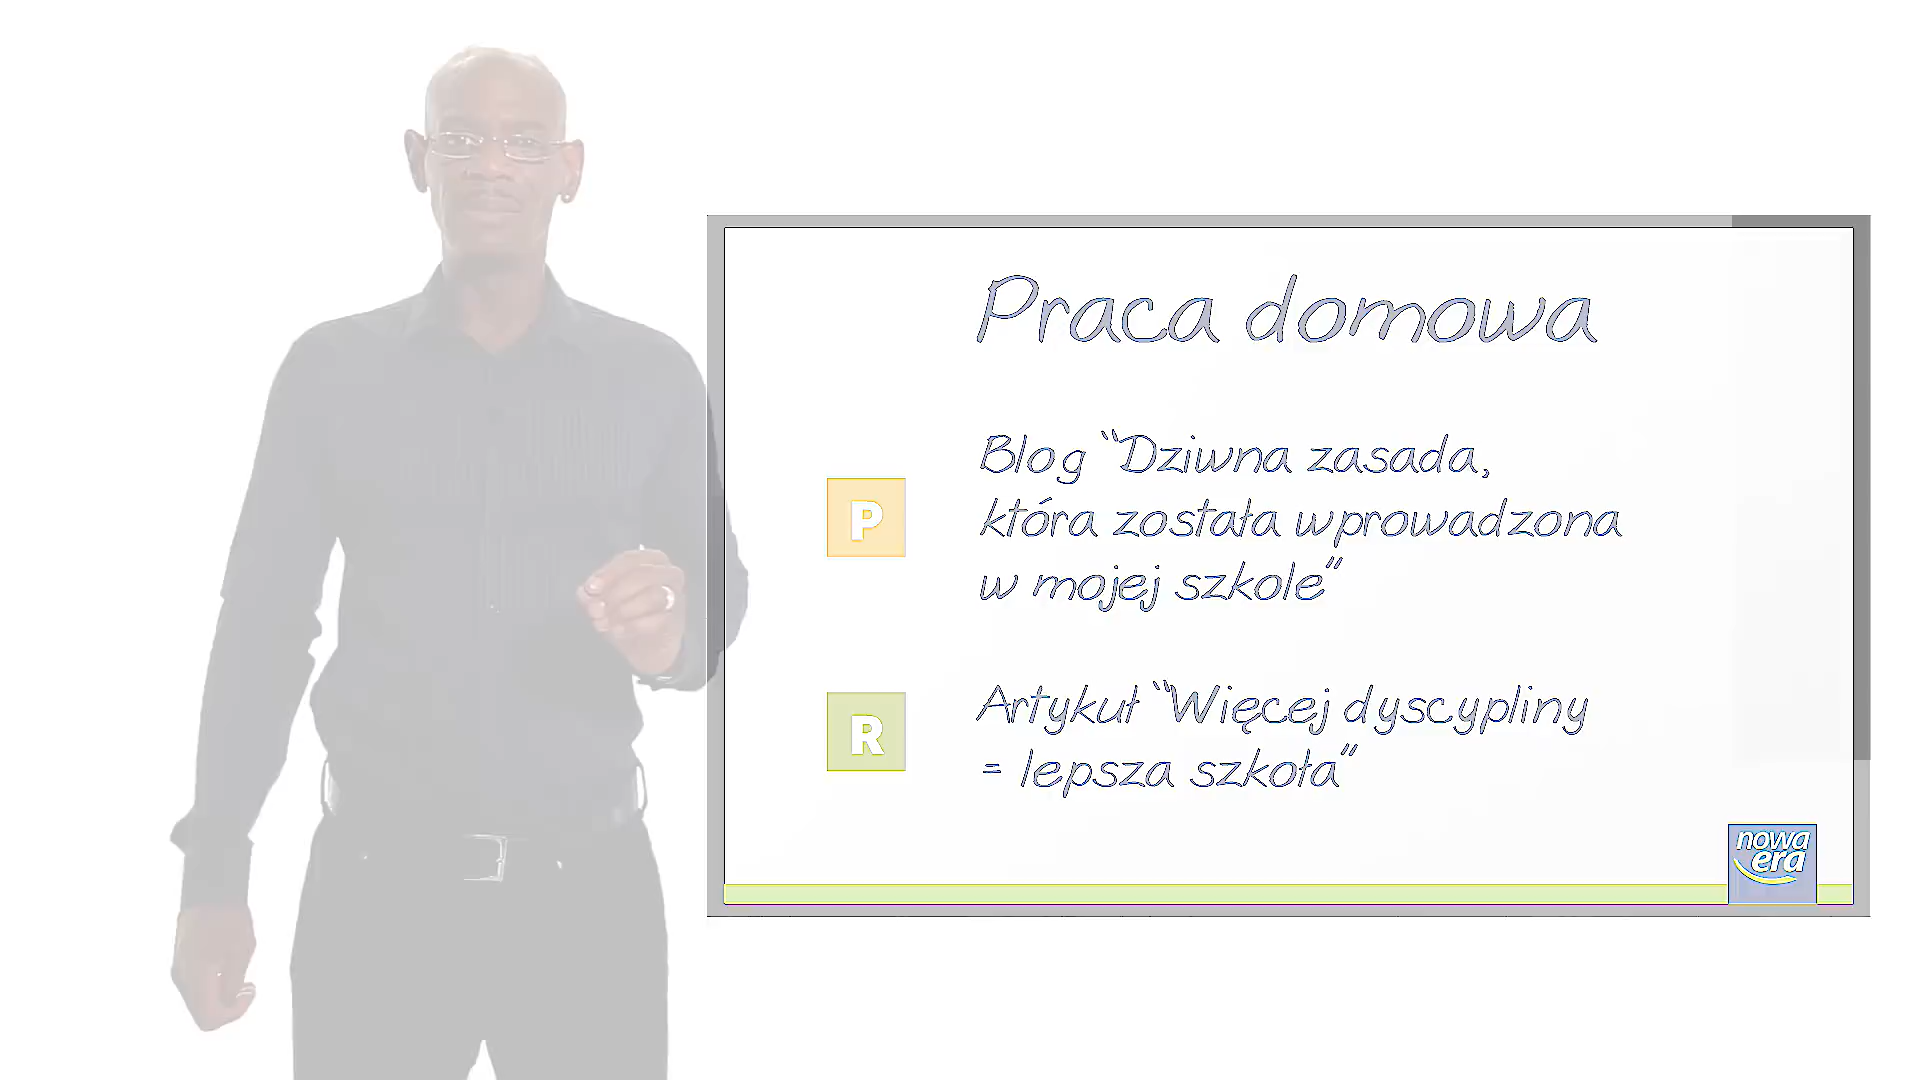 Praca domowa
P
Blog “Dziwna zasada,
która została wprowadzona
w mojej szkole”
R
Artykuł “Więcej dyscypliny
= lepsza szkoła”
nowa
era